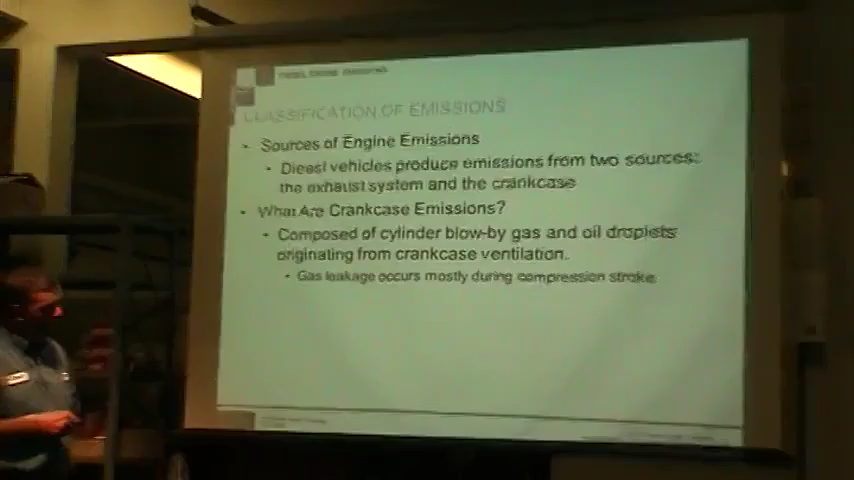 DIESEL ENGINE EMISSIONS
CLASSIFICATION OF EMISSIONS
• Sources of Engine Emissions
• Diesel vehicles produce emissions from two sources:
the exhaust system and the crankcase
• What Are Crankcase Emissions?
• Composed of cylinder blow-by gas and oil droplets
originating from crankcase ventilation.
• Gas leakage occurs mostly during compression stroke.